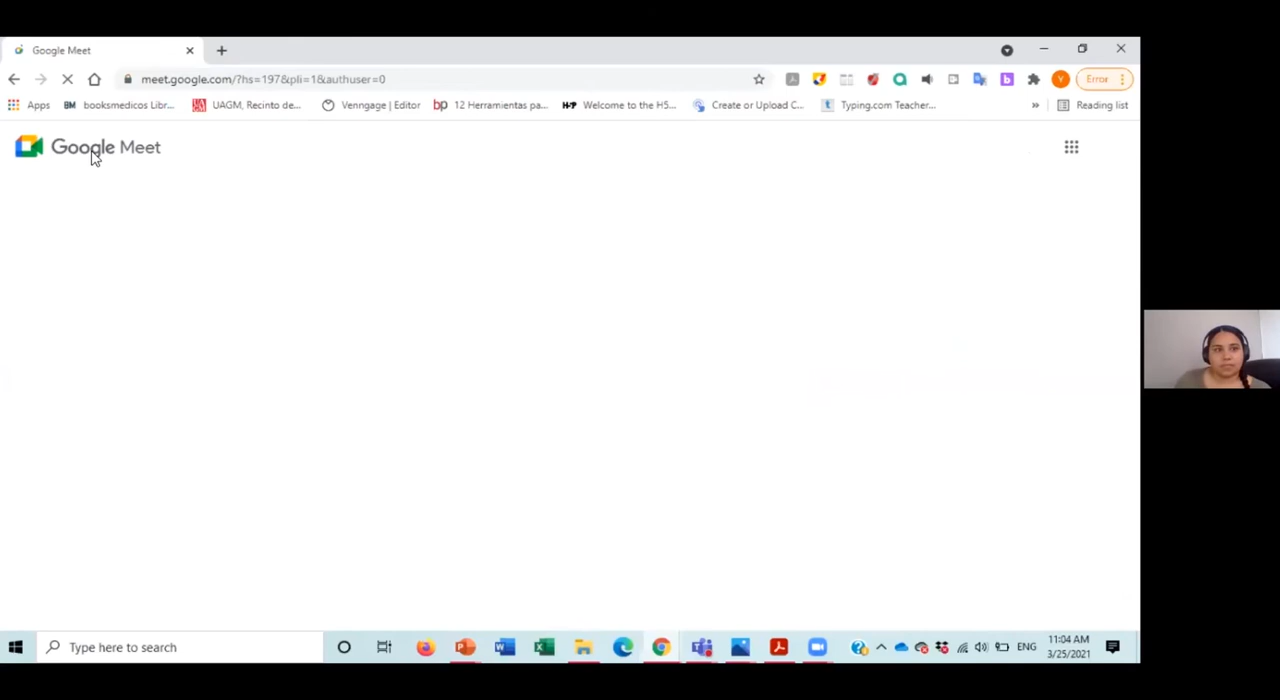 Google Meet
meet.google.com/?hs=197&pli=1&authuser=0
Y
Error
Apps
BM booksmedicos Libr...
UAGM, Recinto de...
Venngage | Editor
bp 12 Herramientas pa...
H-P Welcome to the H5...
Create or Upload C...
t Typing.com Teacher...
»
Reading list
Google Meet
Type here to search
ENG
11:04 AM
3/25/2021